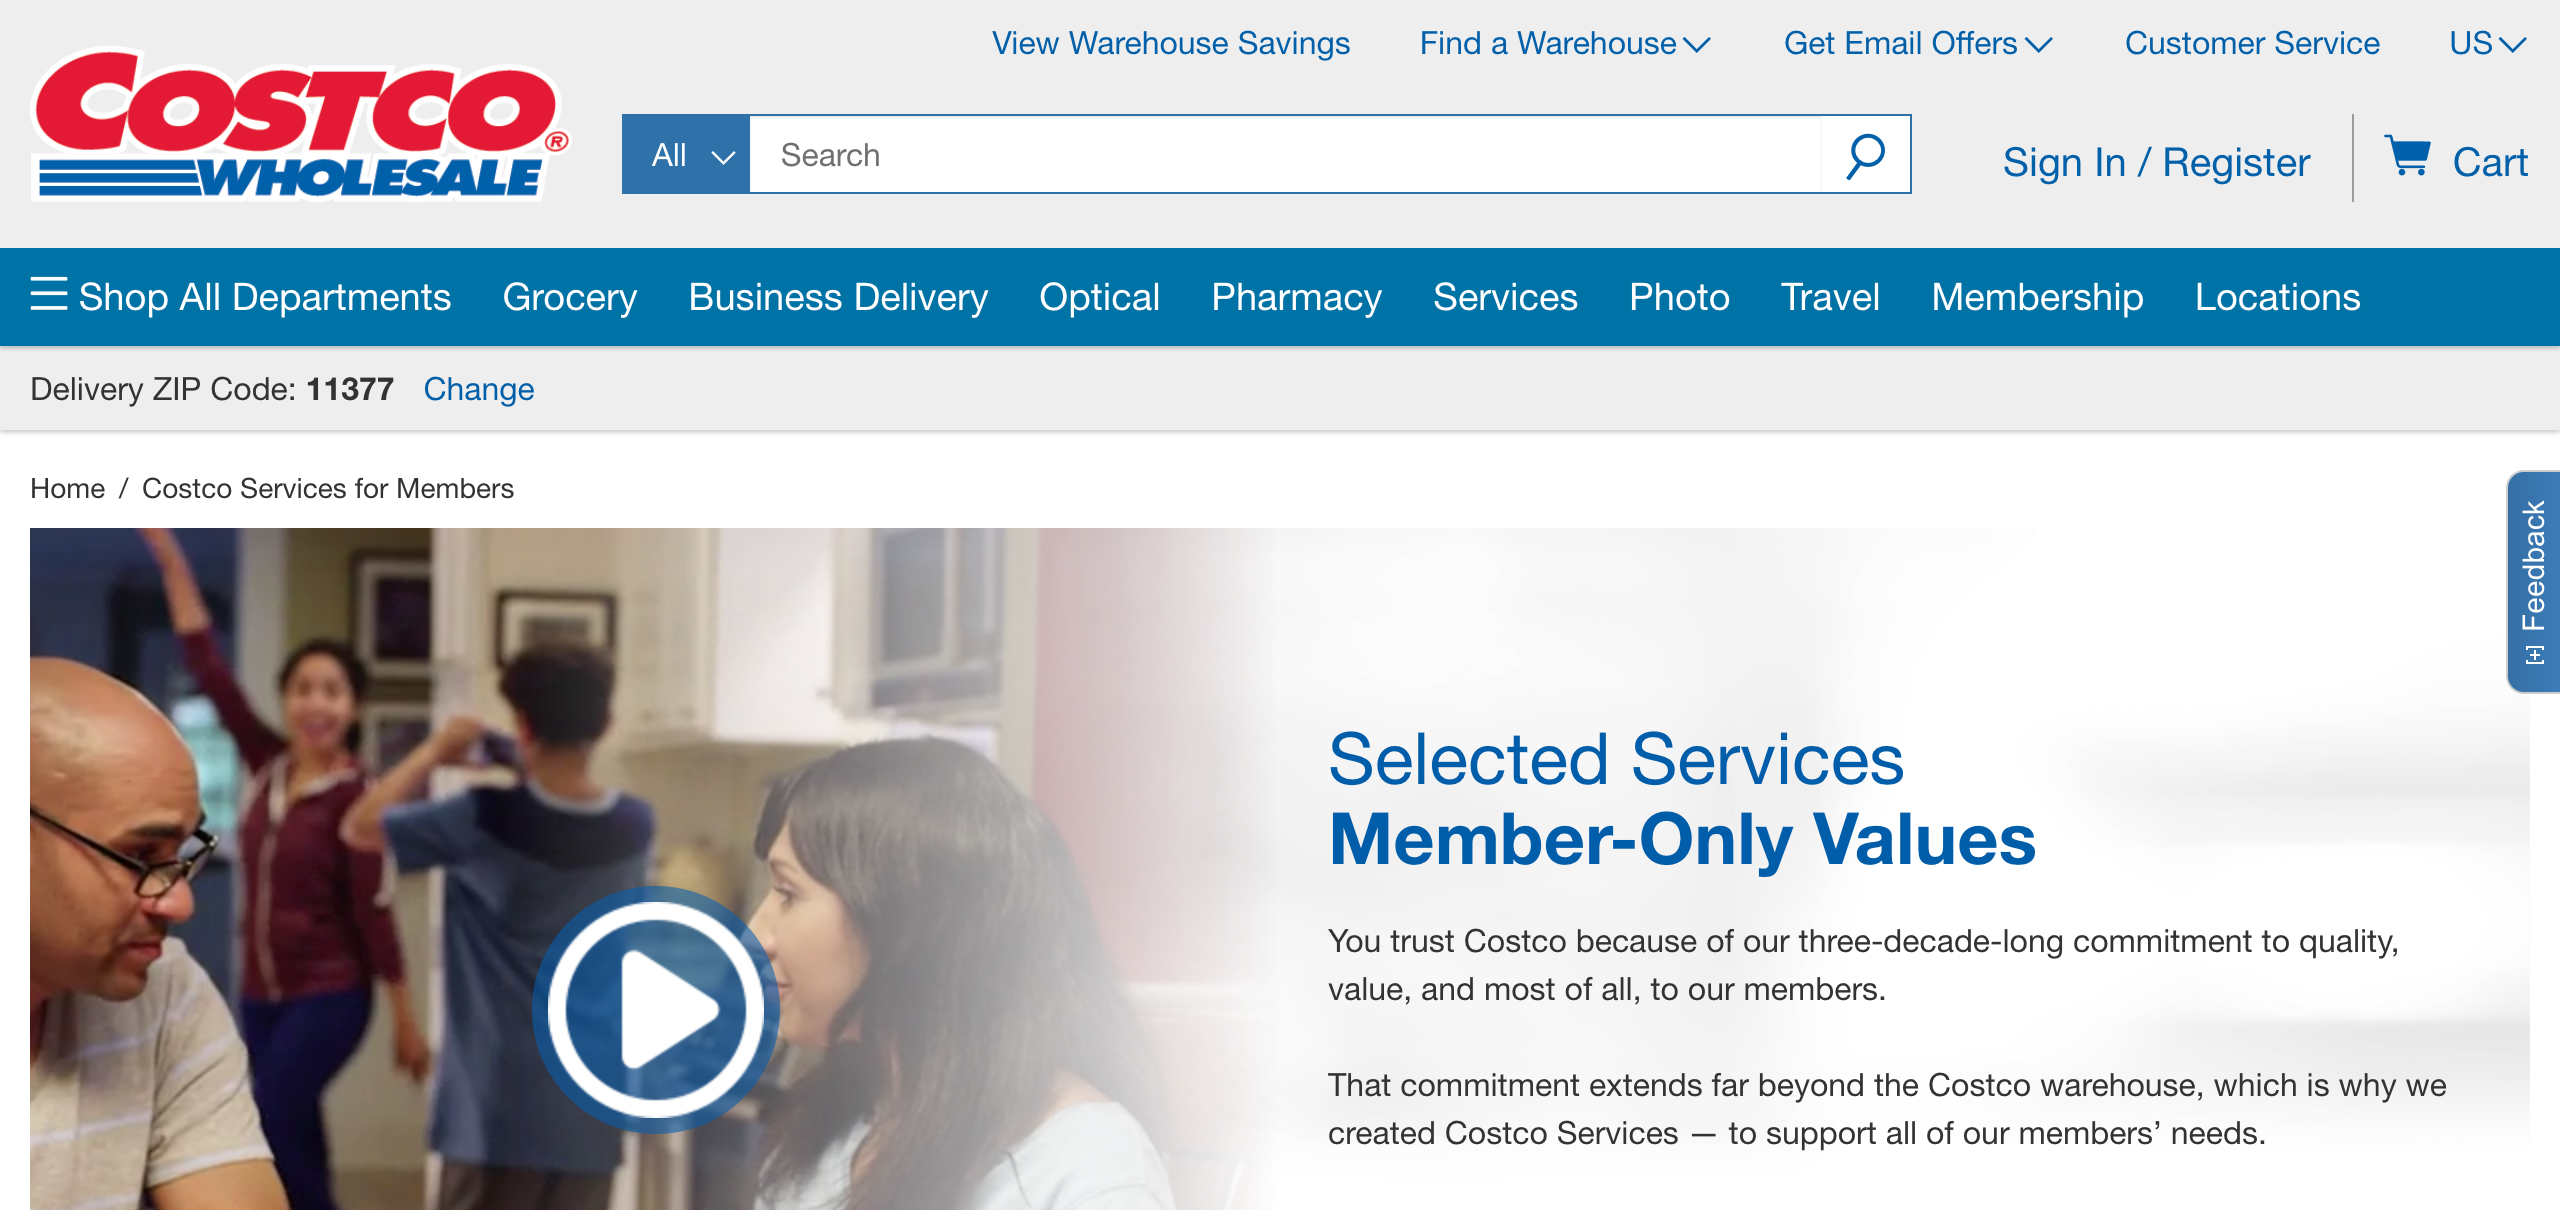 View Warehouse Savings Find a Warehouse Get Email Offers Customer Service US
COSTCO®
WHOLESALE
All Search Sign In / Register Cart
Shop All Departments Grocery Business Delivery Optical Pharmacy Services Photo Travel Membership Locations
Delivery ZIP Code: 11377 Change
Home / Costco Services for Members
[+] Feedback
Selected Services
Member-Only Values
You trust Costco because of our three-decade-long commitment to quality,
value, and most of all, to our members.
That commitment extends far beyond the Costco warehouse, which is why we
created Costco Services — to support all of our members’ needs.